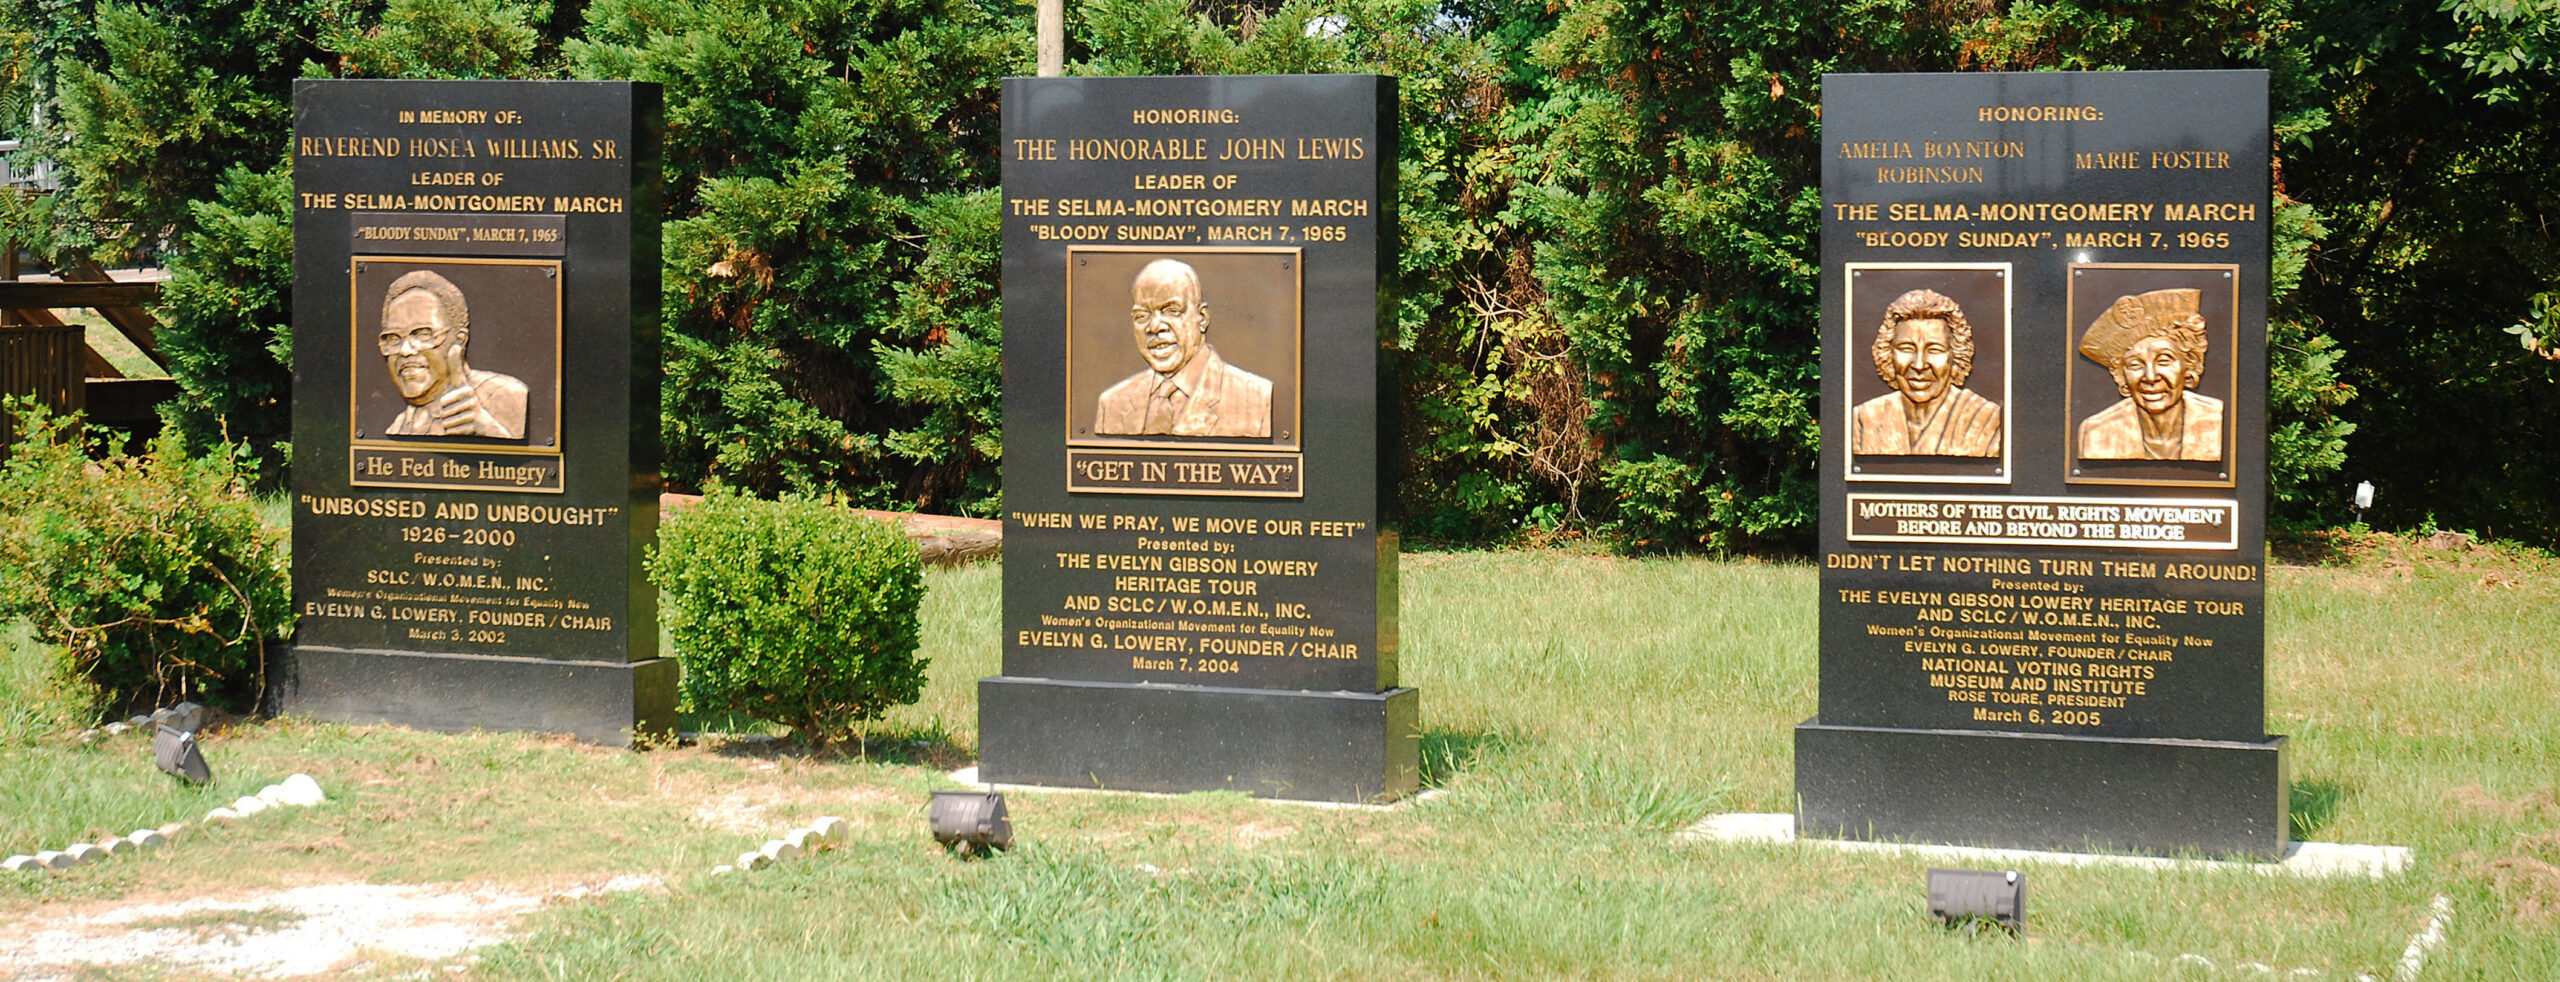 IN MEMORY OF:
REVEREND HOSEA WILLIAMS, SR.
LEADER OF
THE SELMA-MONTGOMERY MARCH
"BLOODY SUNDAY", MARCH 7, 1965
He Fed the Hungry
"UNBOSSED AND UNBOUGHT"
1926-2000
Presented by:
SCLC/W.O.M.E.N., INC.
Women's Organizational Movement for Equality Now
EVELYN G. LOWERY, FOUNDER/CHAIR
March 3, 2002
HONORING:
THE HONORABLE JOHN LEWIS
LEADER OF
THE SELMA-MONTGOMERY MARCH
"BLOODY SUNDAY", MARCH 7, 1965
"GET IN THE WAY"
"WHEN WE PRAY, WE MOVE OUR FEET"
Presented by:
THE EVELYN GIBSON LOWERY
HERITAGE TOUR
AND SCLC/W.O.M.E.N., INC.
Women's Organizational Movement for Equality Now
EVELYN G. LOWERY, FOUNDER/CHAIR
March 7, 2004
HONORING:
AMELIA BOYNTON
ROBINSON
MARIE FOSTER
THE SELMA-MONTGOMERY MARCH
"BLOODY SUNDAY", MARCH 7, 1965
MOTHERS OF THE CIVIL RIGHTS MOVEMENT
BEFORE AND BEYOND THE BRIDGE
DIDN'T LET NOTHING TURN THEM AROUND!
Presented by:
THE EVELYN GIBSON LOWERY HERITAGE TOUR
AND SCLC/W.O.M.E.N., INC.
Women's Organizational Movement for Equality Now
EVELYN G. LOWERY, FOUNDER/CHAIR
NATIONAL VOTING RIGHTS
MUSEUM AND INSTITUTE
ROSE TOURE, PRESIDENT
March 6, 2005